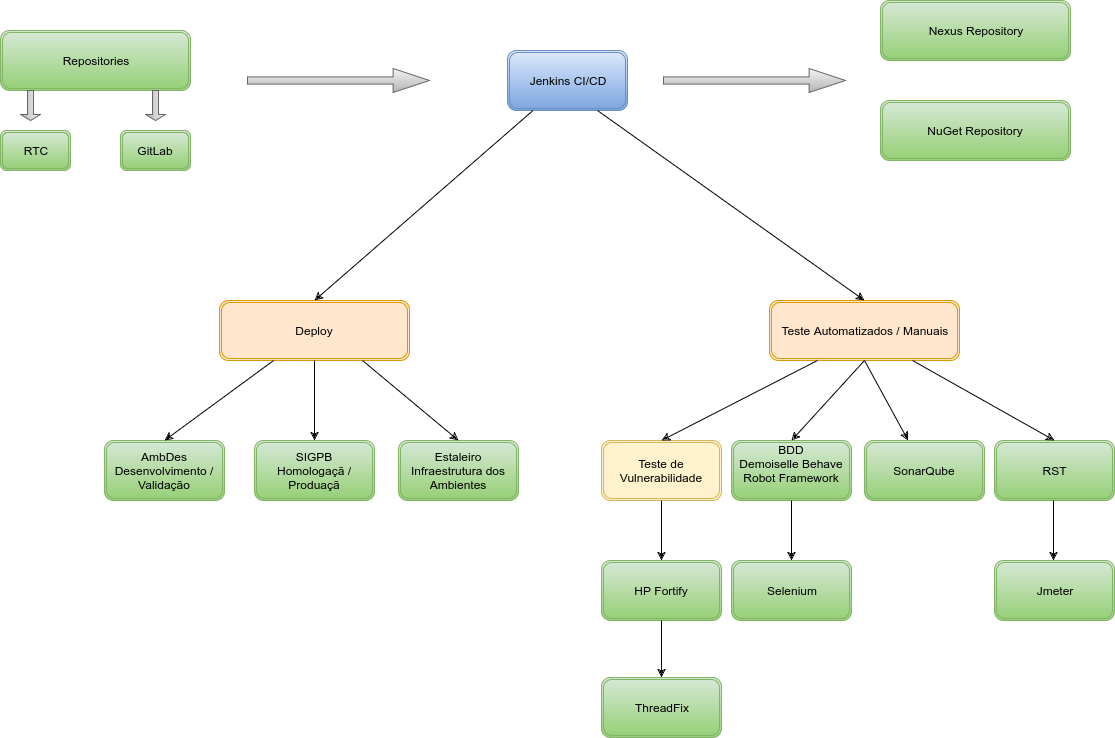 Nexus Repository
Repositories
Jenkins CI/CD
NuGet Repository
RTC
GitLab
Deploy
Teste Automatizados / Manuais
AmbDes
Desenvolvimento /
Validação
SIGPB
Homologaçã /
Produaçã
Estaleiro
Infraestrutura dos
Ambientes
Teste de
Vulnerabilidade
BDD
Demoiselle Behave
Robot Framework
SonarQube
RST
HP Fortify
Selenium
Jmeter
ThreadFix